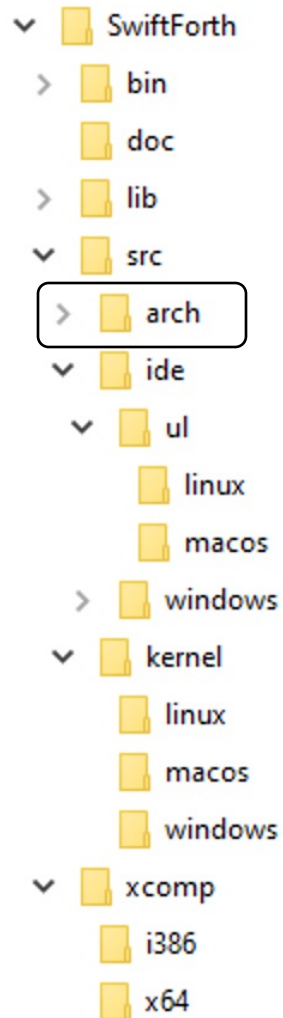 SwiftForth
bin
doc
lib
src
arch
ide
ul
linux
macos
windows
kernel
linux
macos
windows
xcomp
i386
x64